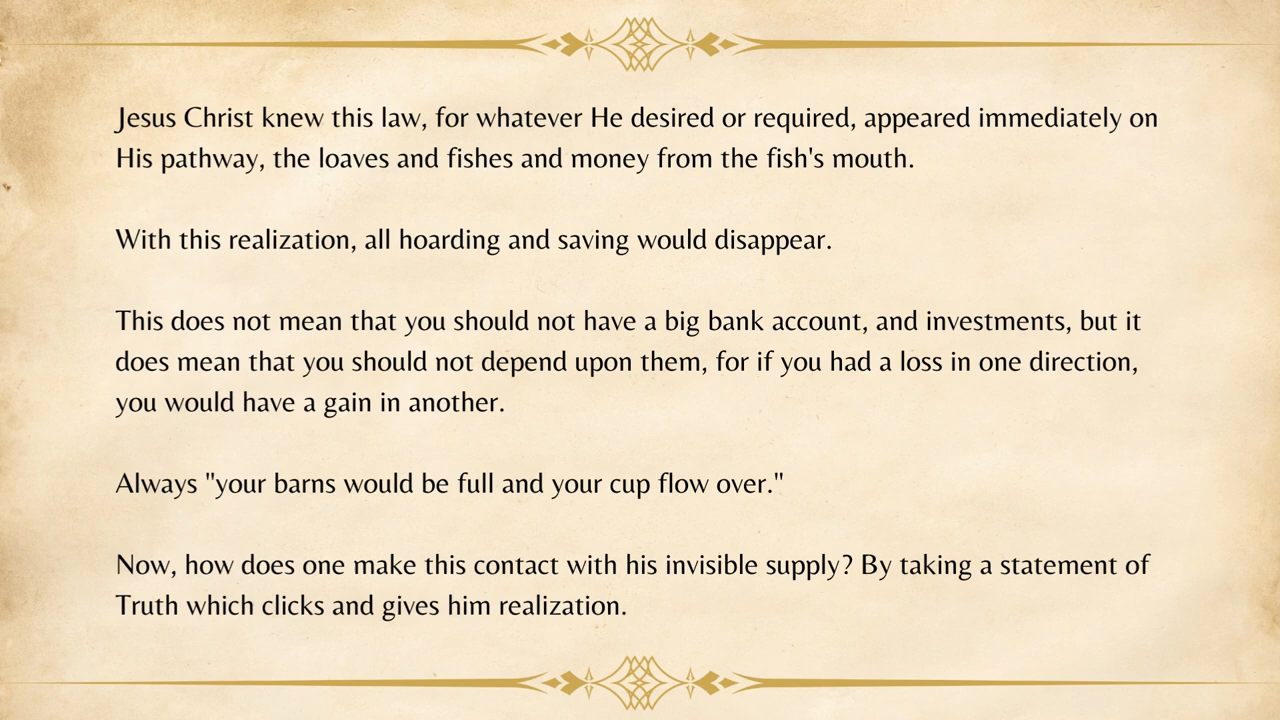 Jesus Christ knew this law, for whatever He desired or required, appeared immediately on
His pathway, the loaves and fishes and money from the fish's mouth.
With this realization, all hoarding and saving would disappear.
This does not mean that you should not have a big bank account, and investments, but it
does mean that you should not depend upon them, for if you had a loss in one direction,
you would have a gain in another.
Always "your barns would be full and your cup flow over."
Now, how does one make this contact with his invisible supply? By taking a statement of
Truth which clicks and gives him realization.